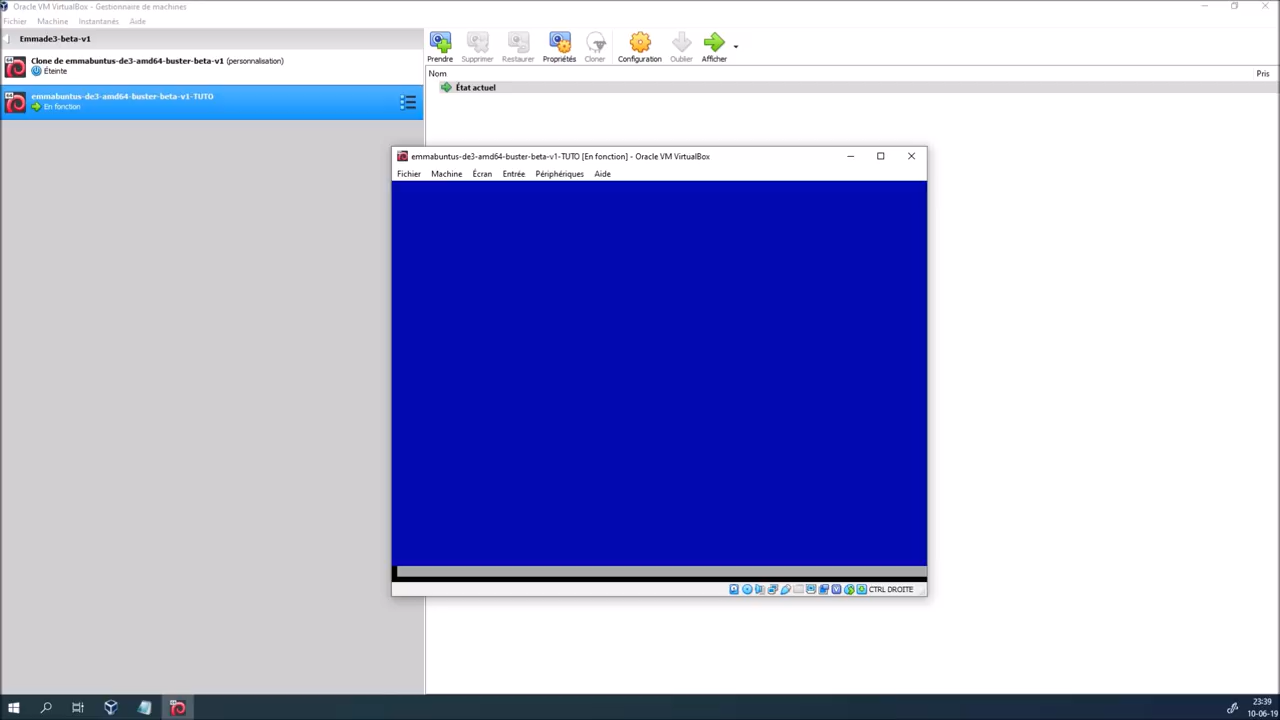 Oracle VM VirtualBox - Gestionnaire de machines
Fichier Machine Instantanés Aide
Emmade3-beta-v1
Clone de emmabuntus-de3-amd64-buster-beta-v1 (personnalisation)
Éteinte
emmabuntus-de3-amd64-buster-beta-v1-TUTO
En fonction
Prendre Supprimer Restaurer Propriétés Cloner Configuration Oublier Afficher
Nom Pris
État actuel
emmabuntus-de3-amd64-buster-beta-v1-TUTO [En fonction] - Oracle VM VirtualBox
Fichier Machine Écran Entrée Périphériques Aide
CTRL DROITE
23:39
10-06-19